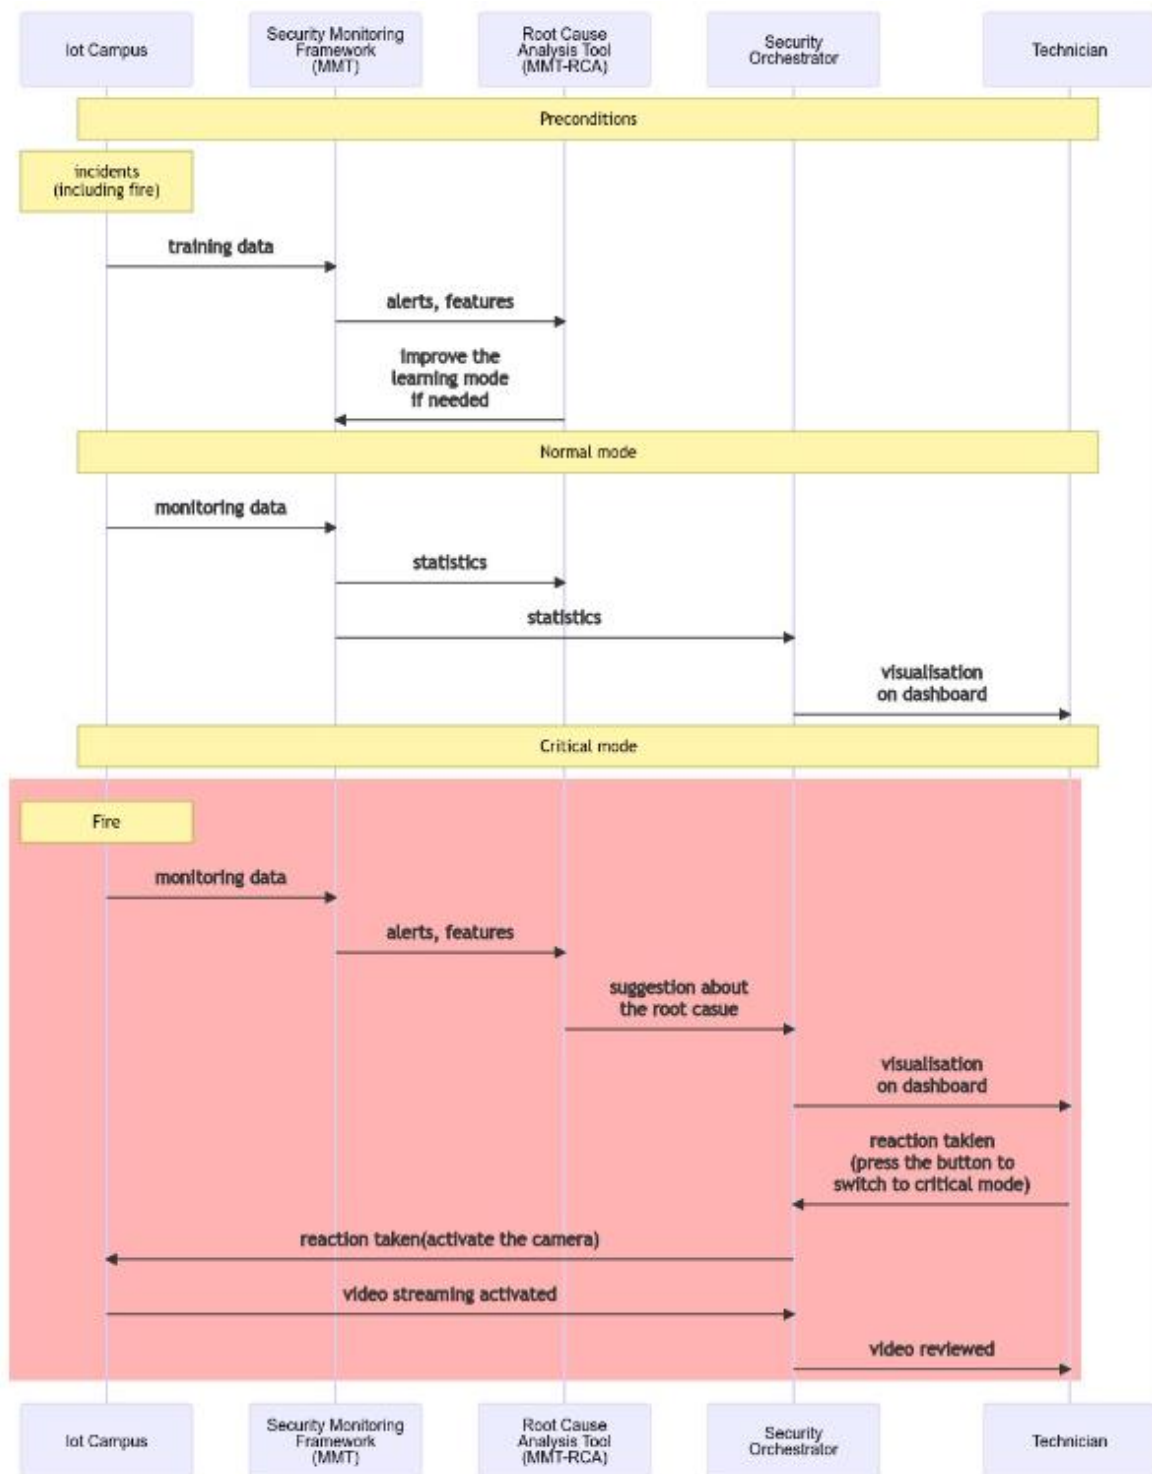 Iot Campus
Security Monitoring
Framework
(MMT)
Root Cause
Analysis Tool
(MMT-RCA)
Security
Orchestrator
Technician
Preconditions
incidents
(including fire)
training data
alerts, features
improve the
learning mode
if needed
Normal mode
monitoring data
statistics
statistics
visualisation
on dashboard
Critical mode
Fire
monitoring data
alerts, features
suggestion about
the root casue
visualisation
on dashboard
reaction taklen
(press the button to
switch to critical mode)
reaction taken(activate the camera)
video streaming activated
video reviewed
Iot Campus
Security Monitoring
Framework
(MMT)
Root Cause
Analysis Tool
(MMT-RCA)
Security
Orchestrator
Technician